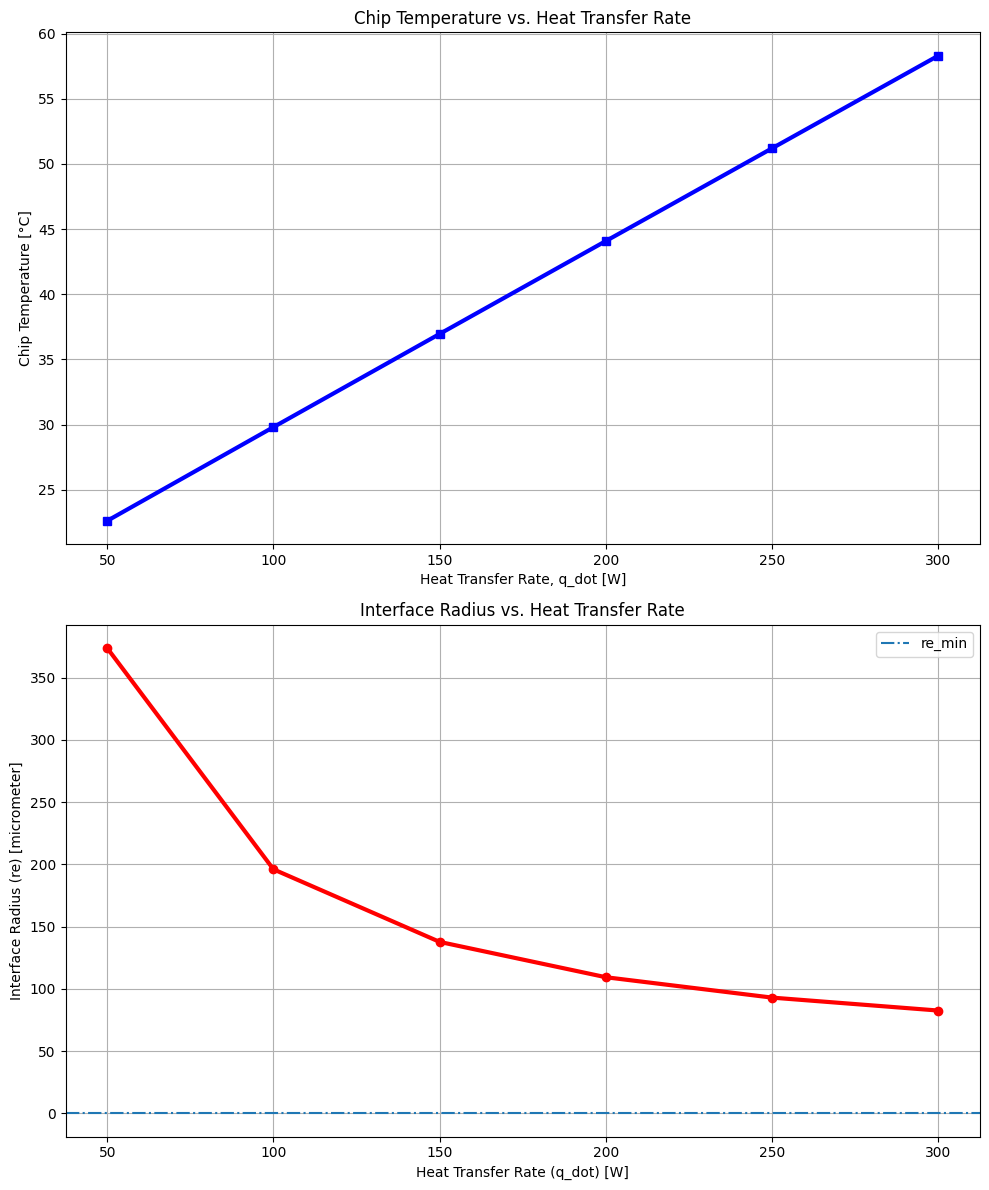 Chip Temperature vs. Heat Transfer Rate
60
55
50
45
40
35
30
25
Chip Temperature [°C]
50 100 150 200 250 300
Heat Transfer Rate, q_dot [W]
Interface Radius vs. Heat Transfer Rate
re_min
350
300
250
200
150
100
50
0
Interface Radius (re) [micrometer]
50 100 150 200 250 300
Heat Transfer Rate (q_dot) [W]